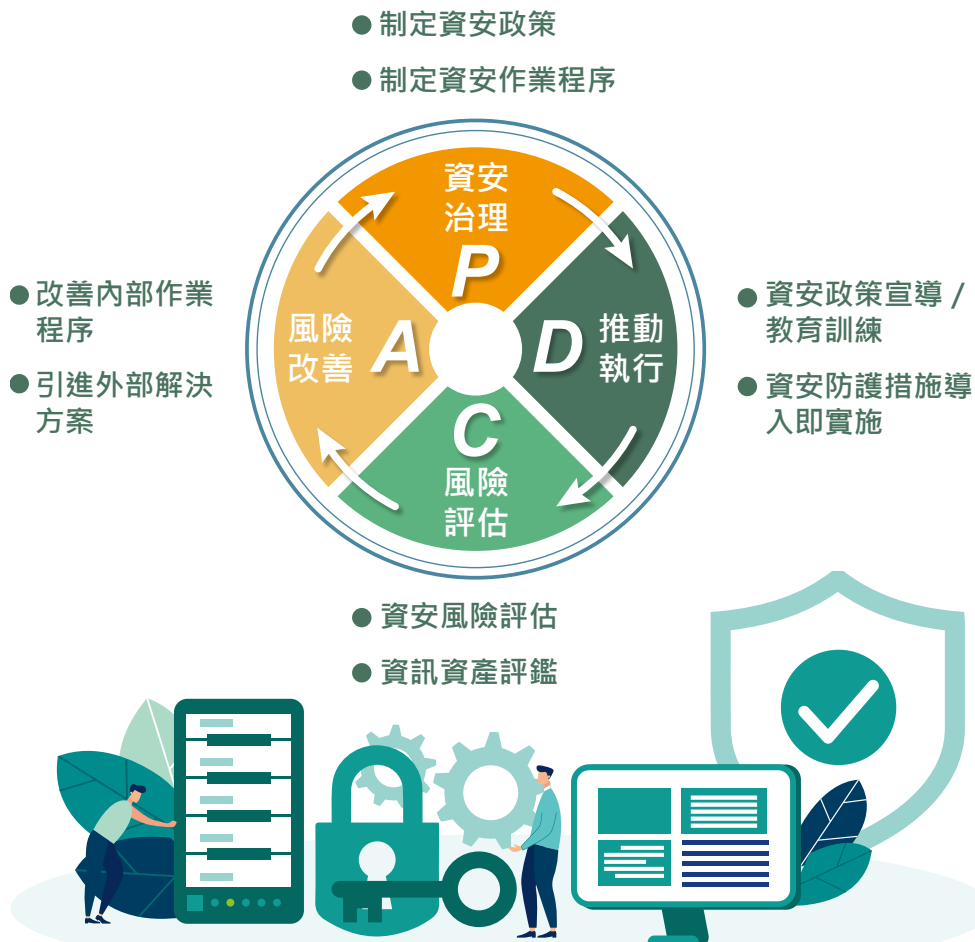 ● 制定資安政策
● 制定資安作業程序
資安
治理
P
● 改善內部作業
程序
● 引進外部解決
方案
風險
改善
A
D
推動
執行
● 資安政策宣導 /
教育訓練
● 資安防護措施導
入即實施
C
風險
評估
● 資安風險評估
● 資訊資產評鑑